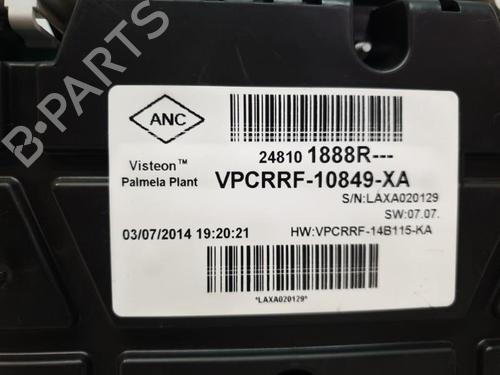 B-PARTS
ANC
Visteon™
Palmela Plant
24810 1888R---
VPCRRF-10849-XA
S/N:LAXA020129
SW:07.07.
03/07/2014 19:20:21
HW:VPCRRF-14B115-KA
*LAXA020129*